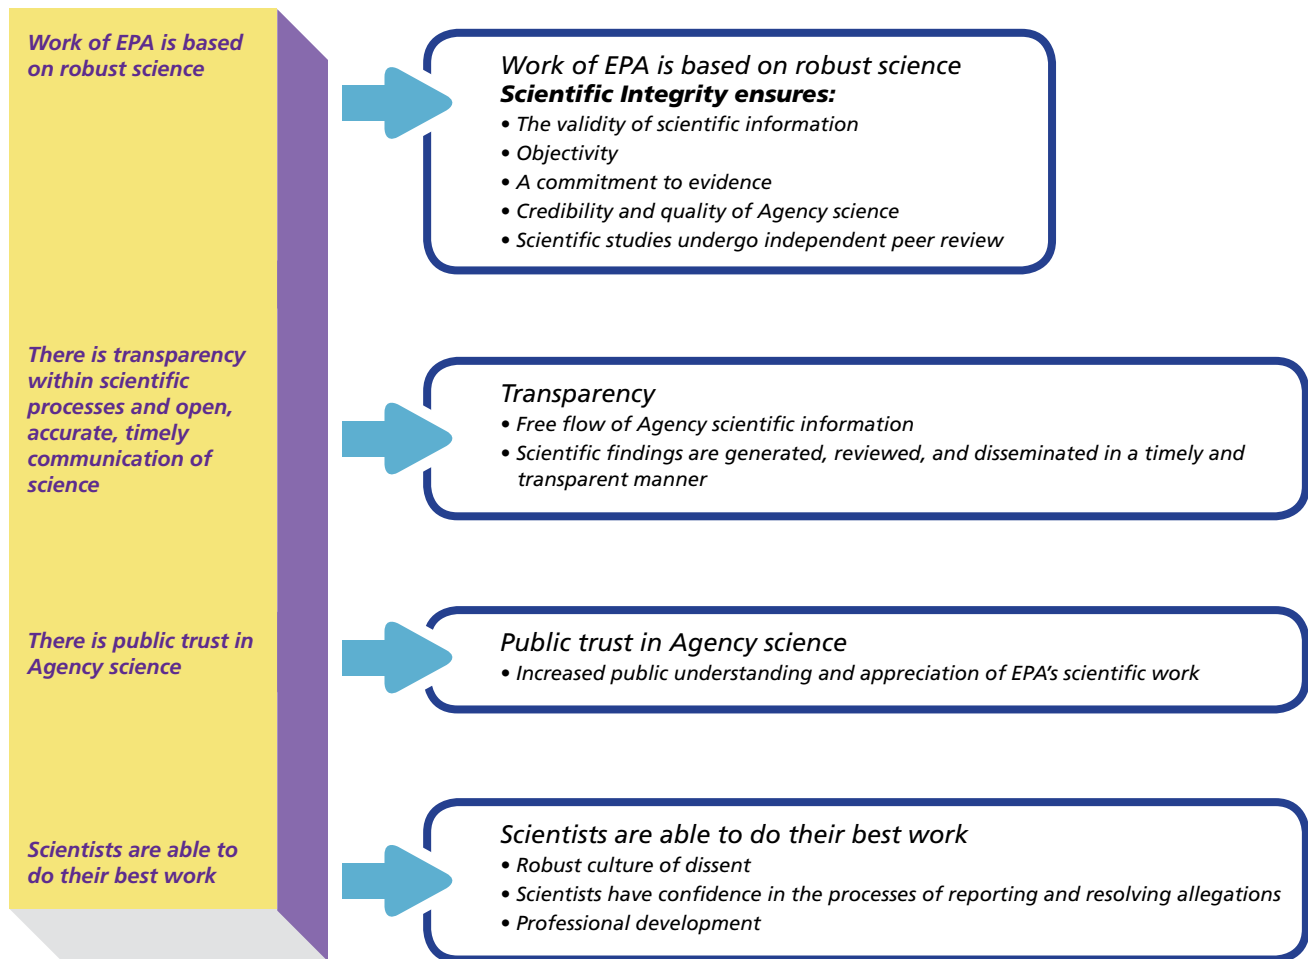 Work of EPA is based
on robust science
Work of EPA is based on robust science
Scientific Integrity ensures:
• The validity of scientific information
• Objectivity
• A commitment to evidence
• Credibility and quality of Agency science
• Scientific studies undergo independent peer review
There is transparency
within scientific
processes and open,
accurate, timely
communication of
science
Transparency
• Free flow of Agency scientific information
• Scientific findings are generated, reviewed, and disseminated in a timely and
transparent manner
There is public trust in
Agency science
Public trust in Agency science
• Increased public understanding and appreciation of EPA’s scientific work
Scientists are able to
do their best work
Scientists are able to do their best work
• Robust culture of dissent
• Scientists have confidence in the processes of reporting and resolving allegations
• Professional development